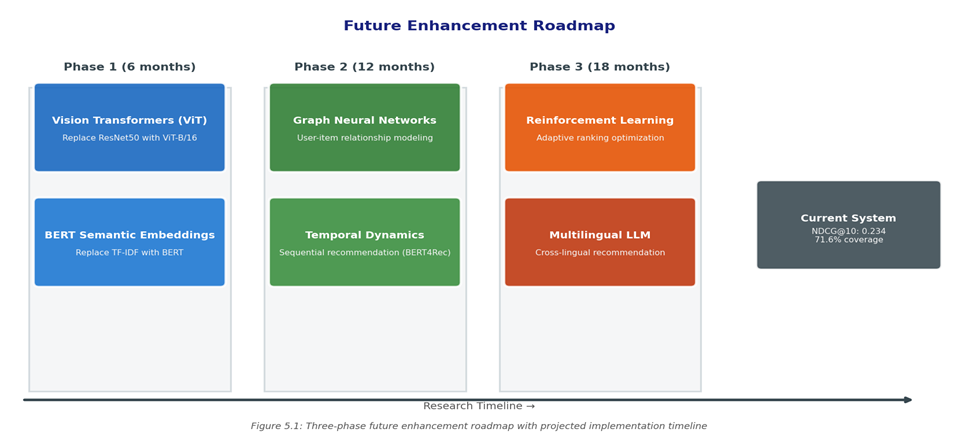 Future Enhancement Roadmap
Phase 1 (6 months)
Vision Transformers (ViT)
Replace ResNet50 with ViT-B/16
BERT Semantic Embeddings
Replace TF-IDF with BERT
Phase 2 (12 months)
Graph Neural Networks
User-item relationship modeling
Temporal Dynamics
Sequential recommendation (BERT4Rec)
Phase 3 (18 months)
Reinforcement Learning
Adaptive ranking optimization
Multilingual LLM
Cross-lingual recommendation
Current System
NDCG@10: 0.234
71.6% coverage
Research Timeline →
Figure 5.1: Three-phase future enhancement roadmap with projected implementation timeline